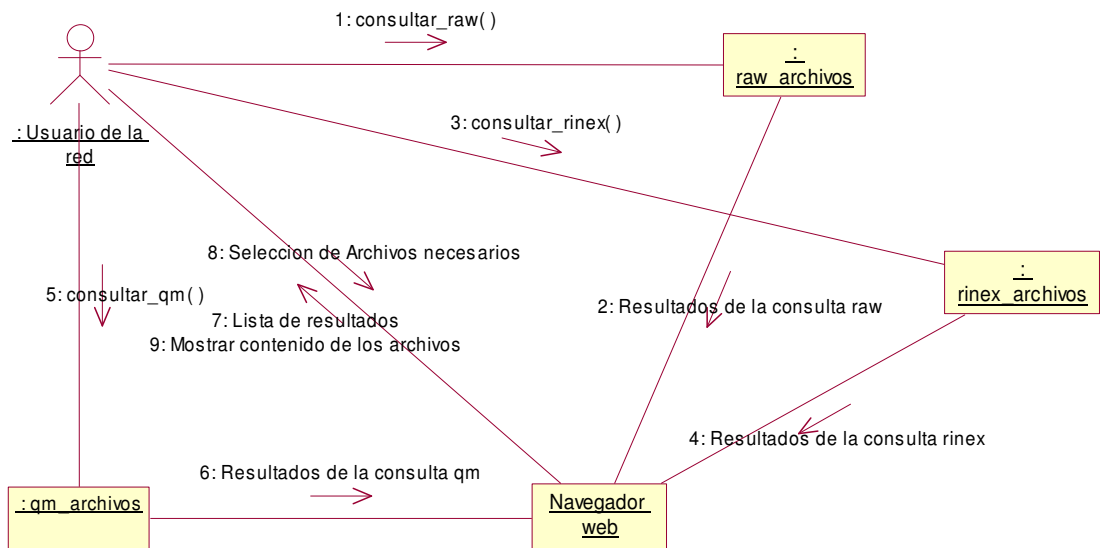 1: consultar_raw( )
:
raw_archivos
3: consultar_rinex( )
: Usuario de la
red
8: Seleccion de Archivos necesarios
:
rinex_archivos
5: consultar_qm( )
2: Resultados de la consulta raw
7: Lista de resultados
9: Mostrar contenido de los archivos
4: Resultados de la consulta rinex
6: Resultados de la consulta qm
: qm_archivos
Navegador
web